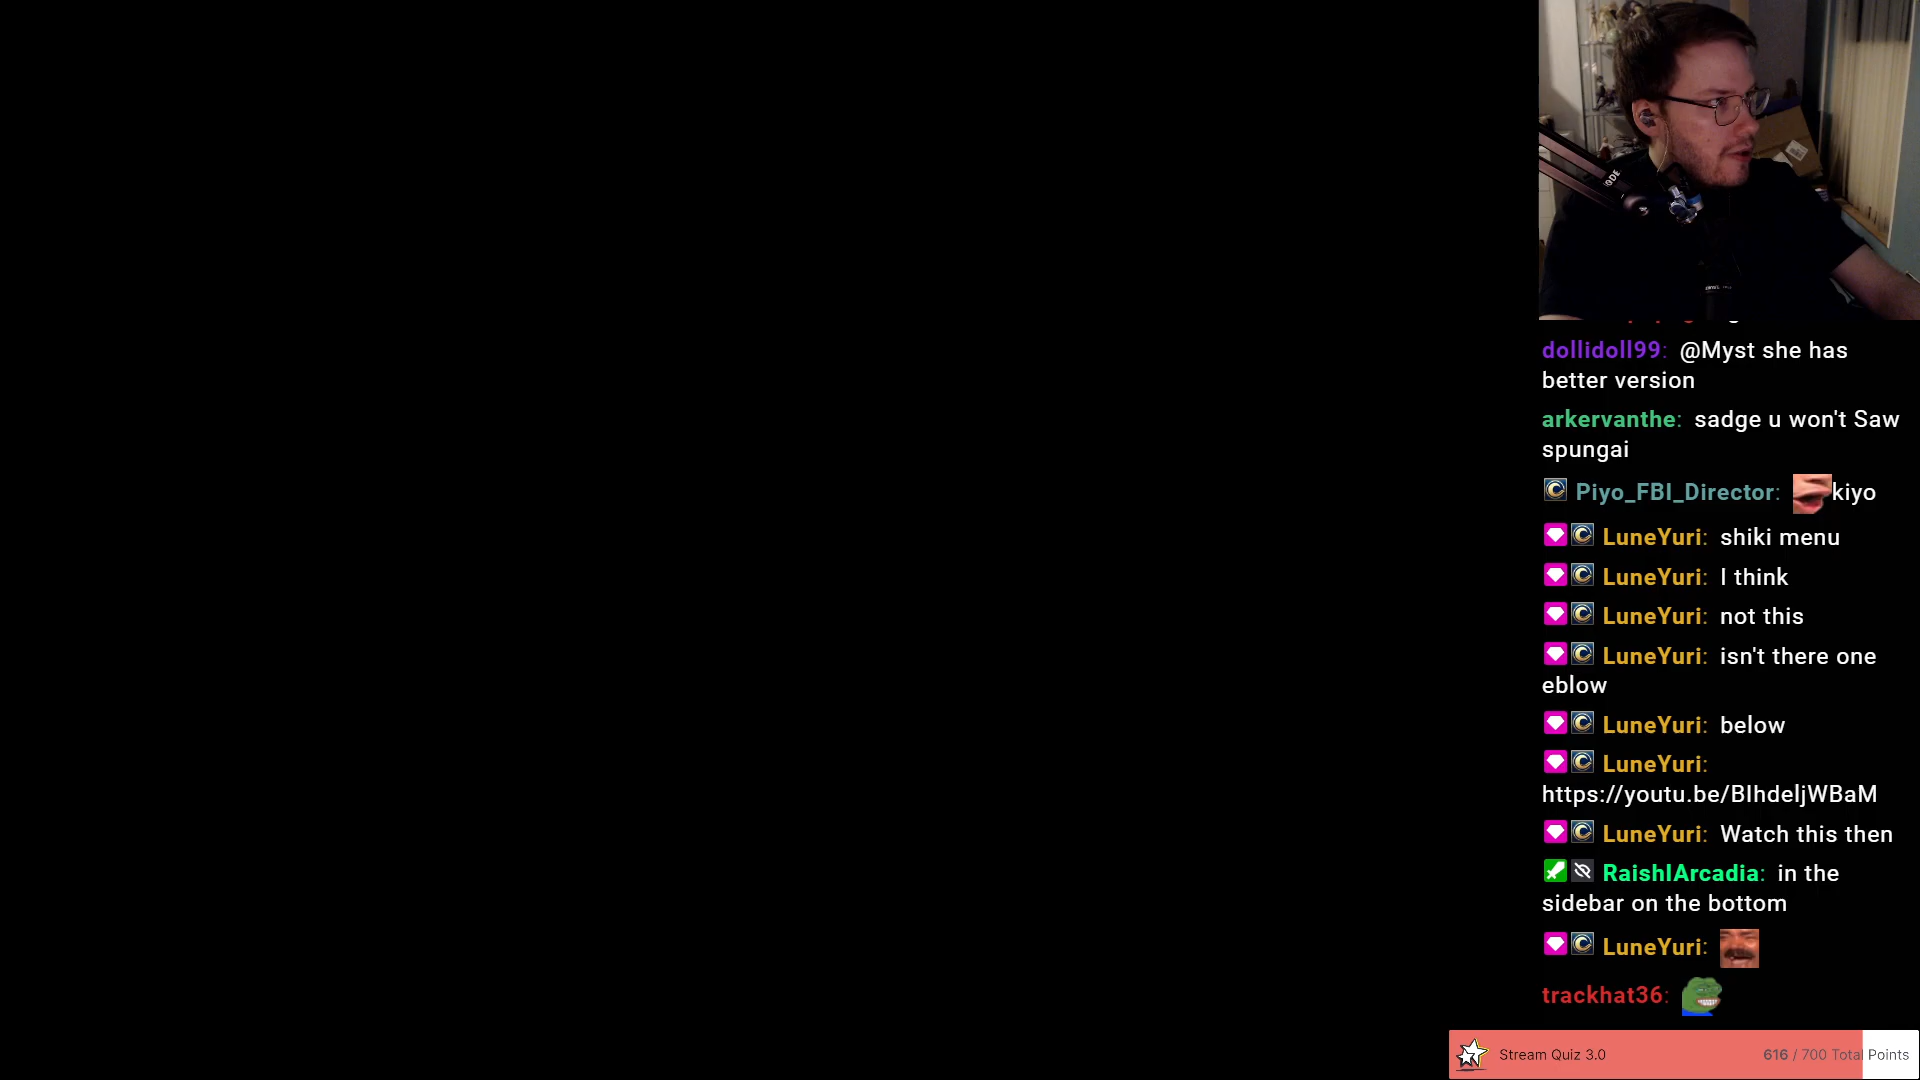 dollidoll99: @Myst she has
better version
arkervanthe: sadge u won't Saw
spungai
Piyo_FBI_Director: kiyo
LuneYuri: shiki menu
LuneYuri: I think
LuneYuri: not this
LuneYuri: isn't there one
eblow
LuneYuri: below
LuneYuri:
https://youtu.be/BIhdeljWBaM
LuneYuri: Watch this then
RaishIArcadia: in the
sidebar on the bottom
LuneYuri:
trackhat36:
Stream Quiz 3.0 616 / 700 Total Points